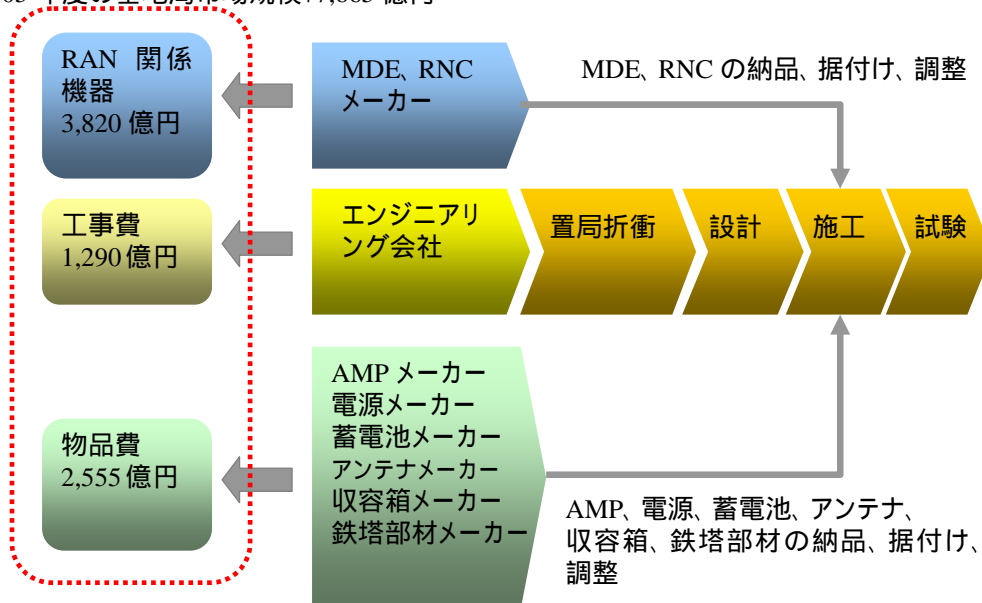 RAN 関係
機器
3,820 億円
MDE、RNC
メーカー
MDE、RNC の納品、据付け、調整
工事費
1,290 億円
エンジニアリ
ング会社
置局折衝
設計
施工
試験
物品費
2,555 億円
AMP メーカー
電源メーカー
蓄電池メーカー
アンテナメーカー
収容箱メーカー
鉄塔部材メーカー
AMP、電源、蓄電池、アンテナ、
収容箱、鉄塔部材の納品、据付け、
調整